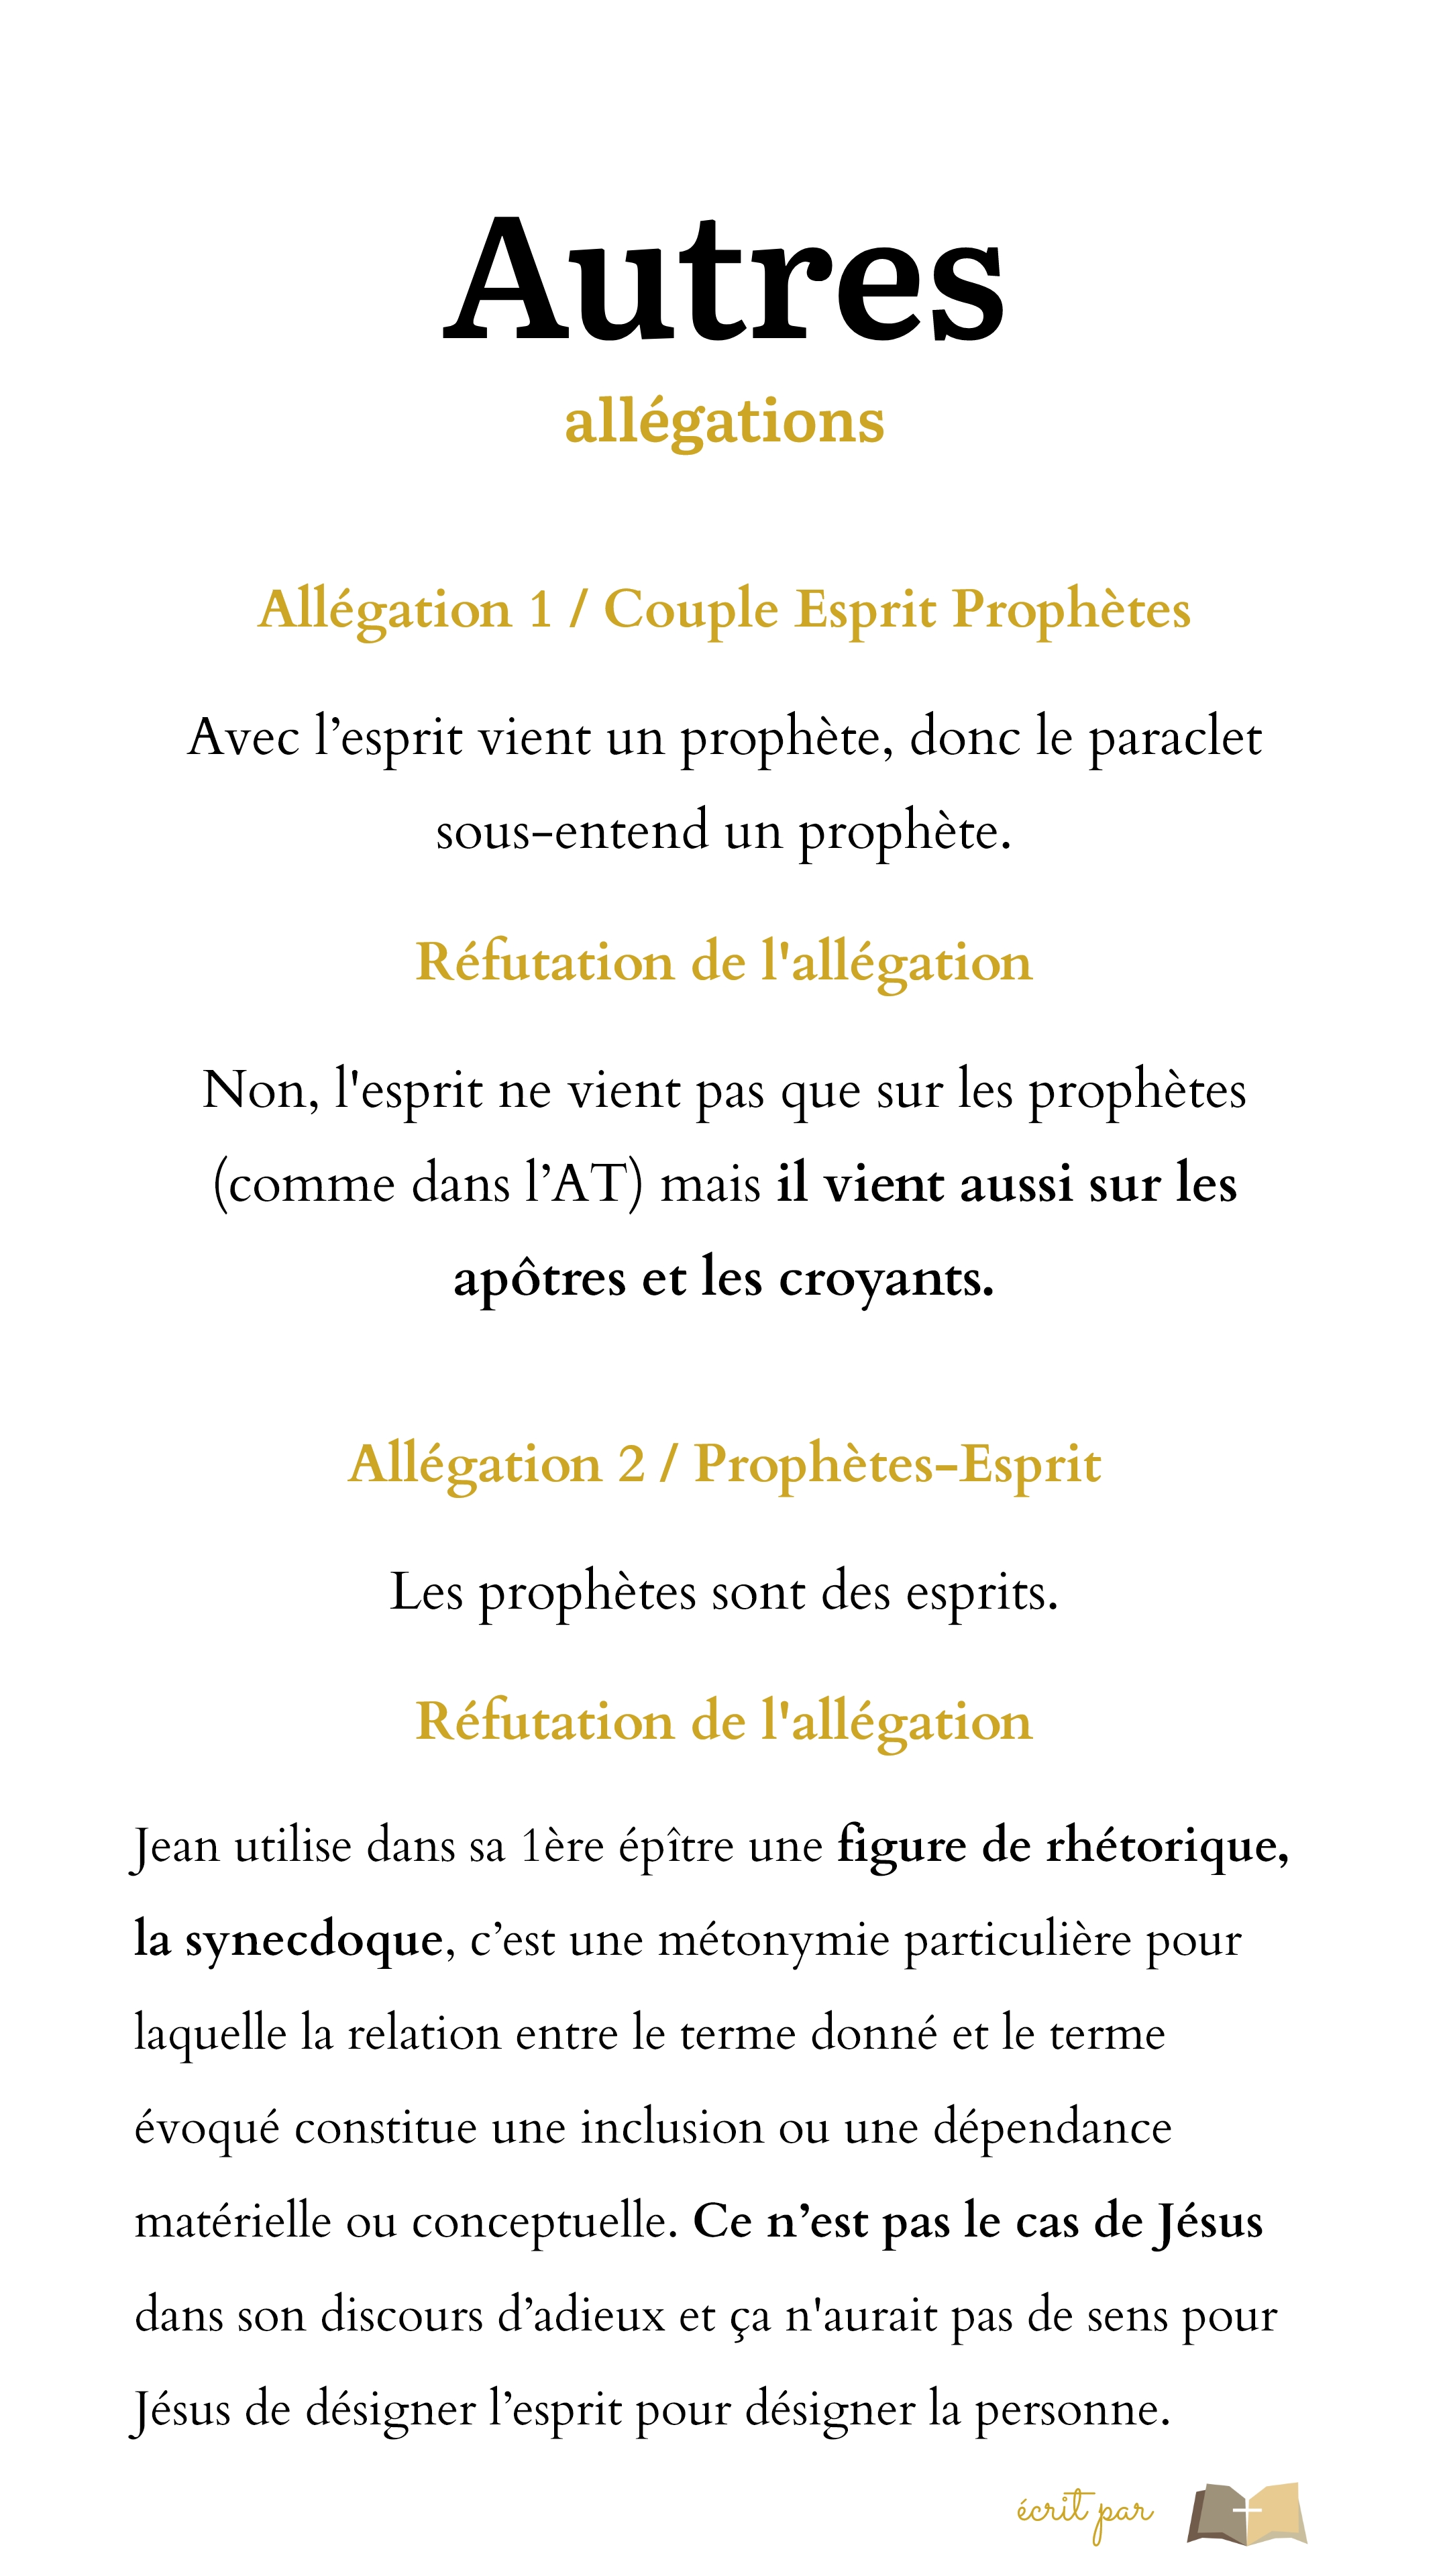 Autres
allégations
Allégation 1 / Couple Esprit Prophètes
Avec l’esprit vient un prophète, donc le paraclet
sous-entend un prophète.
Réfutation de l'allégation
Non, l'esprit ne vient pas que sur les prophètes
(comme dans l’AT) mais il vient aussi sur les
apôtres et les croyants.
Allégation 2 / Prophètes-Esprit
Les prophètes sont des esprits.
Réfutation de l'allégation
Jean utilise dans sa 1ère épître une figure de rhétorique,
la synecdoque, c’est une métonymie particulière pour
laquelle la relation entre le terme donné et le terme
évoqué constitue une inclusion ou une dépendance
matérielle ou conceptuelle. Ce n’est pas le cas de Jésus
dans son discours d’adieux et ça n'aurait pas de sens pour
Jésus de désigner l’esprit pour désigner la personne.
écrit par